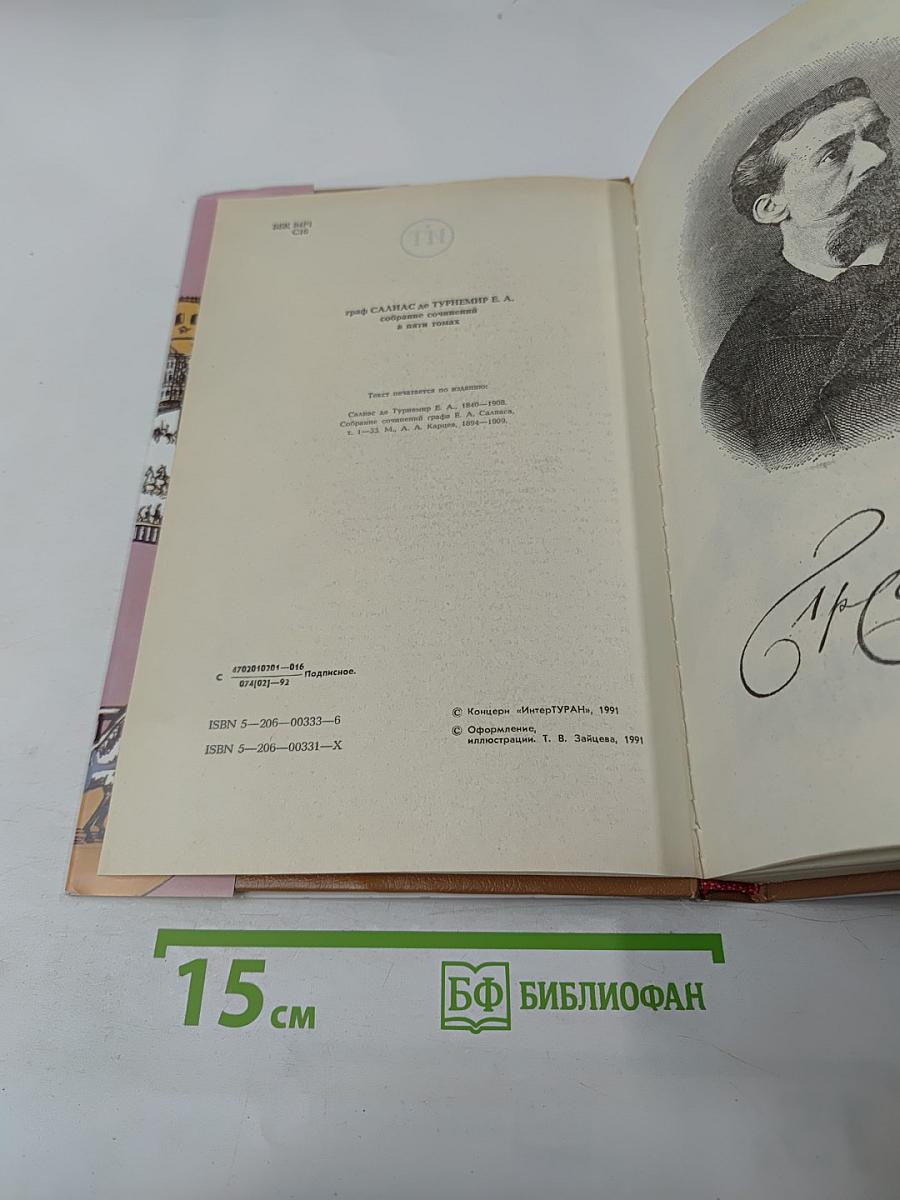 ББК 84Р1
С16
ИТ
граф САЛИАС де ТУРНЕМИР Е. А.
собрание сочинений
в пяти томах
Текст печатается по изданию:
Салиас де Турнемир Е. А., 1840—1908.
Собрание сочинений графа Е. А. Салиаса,
т. 1—33. М., А. А. Карцев, 1894—1909.
С 4702010201—016
074(02)—92 Подписное.
ISBN 5—206—00333—6
ISBN 5—206—00331—X
© Концерн «ИнтерТУРАН», 1991
© Оформление,
иллюстрации. Т. В. Зайцева, 1991
15 см
БФ БИБЛИОФАН